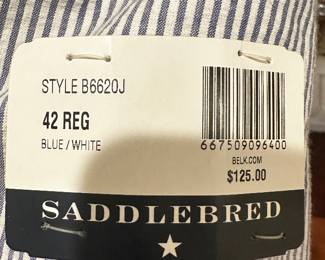 STYLE B6620J
42 REG
BLUE/WHITE
667509096400
BELK.COM
$125.00
SADDLEBRED